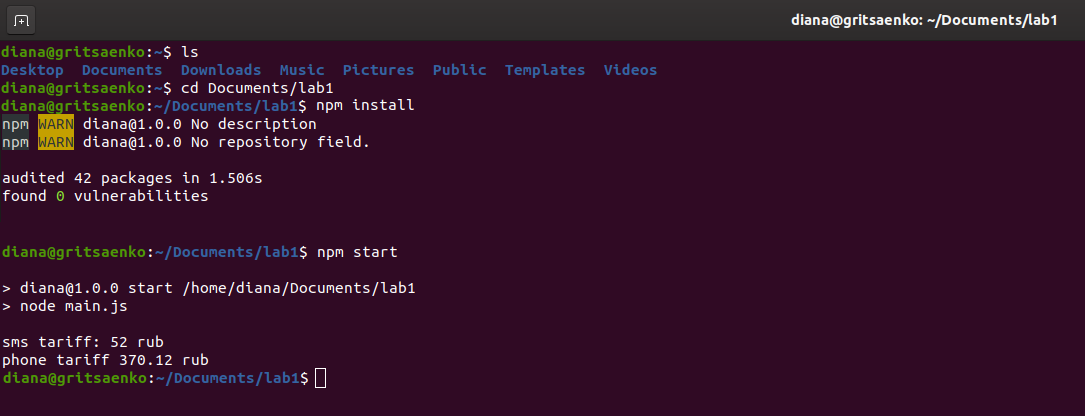 diana@gritsaenko: ~/Documents/lab1
diana@gritsaenko:~$ ls
Desktop  Documents  Downloads  Music  Pictures  Public  Templates  Videos
diana@gritsaenko:~$ cd Documents/lab1
diana@gritsaenko:~/Documents/lab1$ npm install
npm WARN diana@1.0.0 No description
npm WARN diana@1.0.0 No repository field.
audited 42 packages in 1.506s
found 0 vulnerabilities
diana@gritsaenko:~/Documents/lab1$ npm start
> diana@1.0.0 start /home/diana/Documents/lab1
> node main.js
sms tariff: 52 rub
phone tariff 370.12 rub
diana@gritsaenko:~/Documents/lab1$